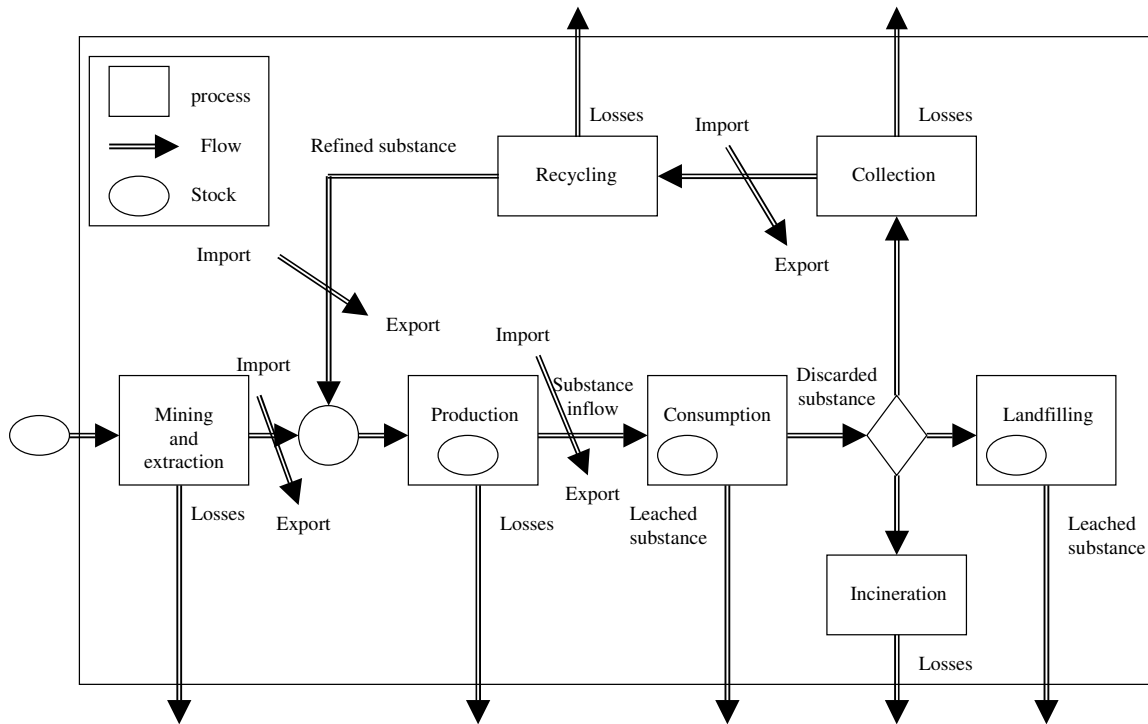 process
Flow
Stock
Losses
Losses
Import
Refined substance
Recycling
Collection
Import
Export
Export
Import
Import
Substance
inflow
Discarded
substance
Mining
and
extraction
Production
Consumption
Landfilling
Losses
Export
Losses
Export
Leached
substance
Leached
substance
Incineration
Losses